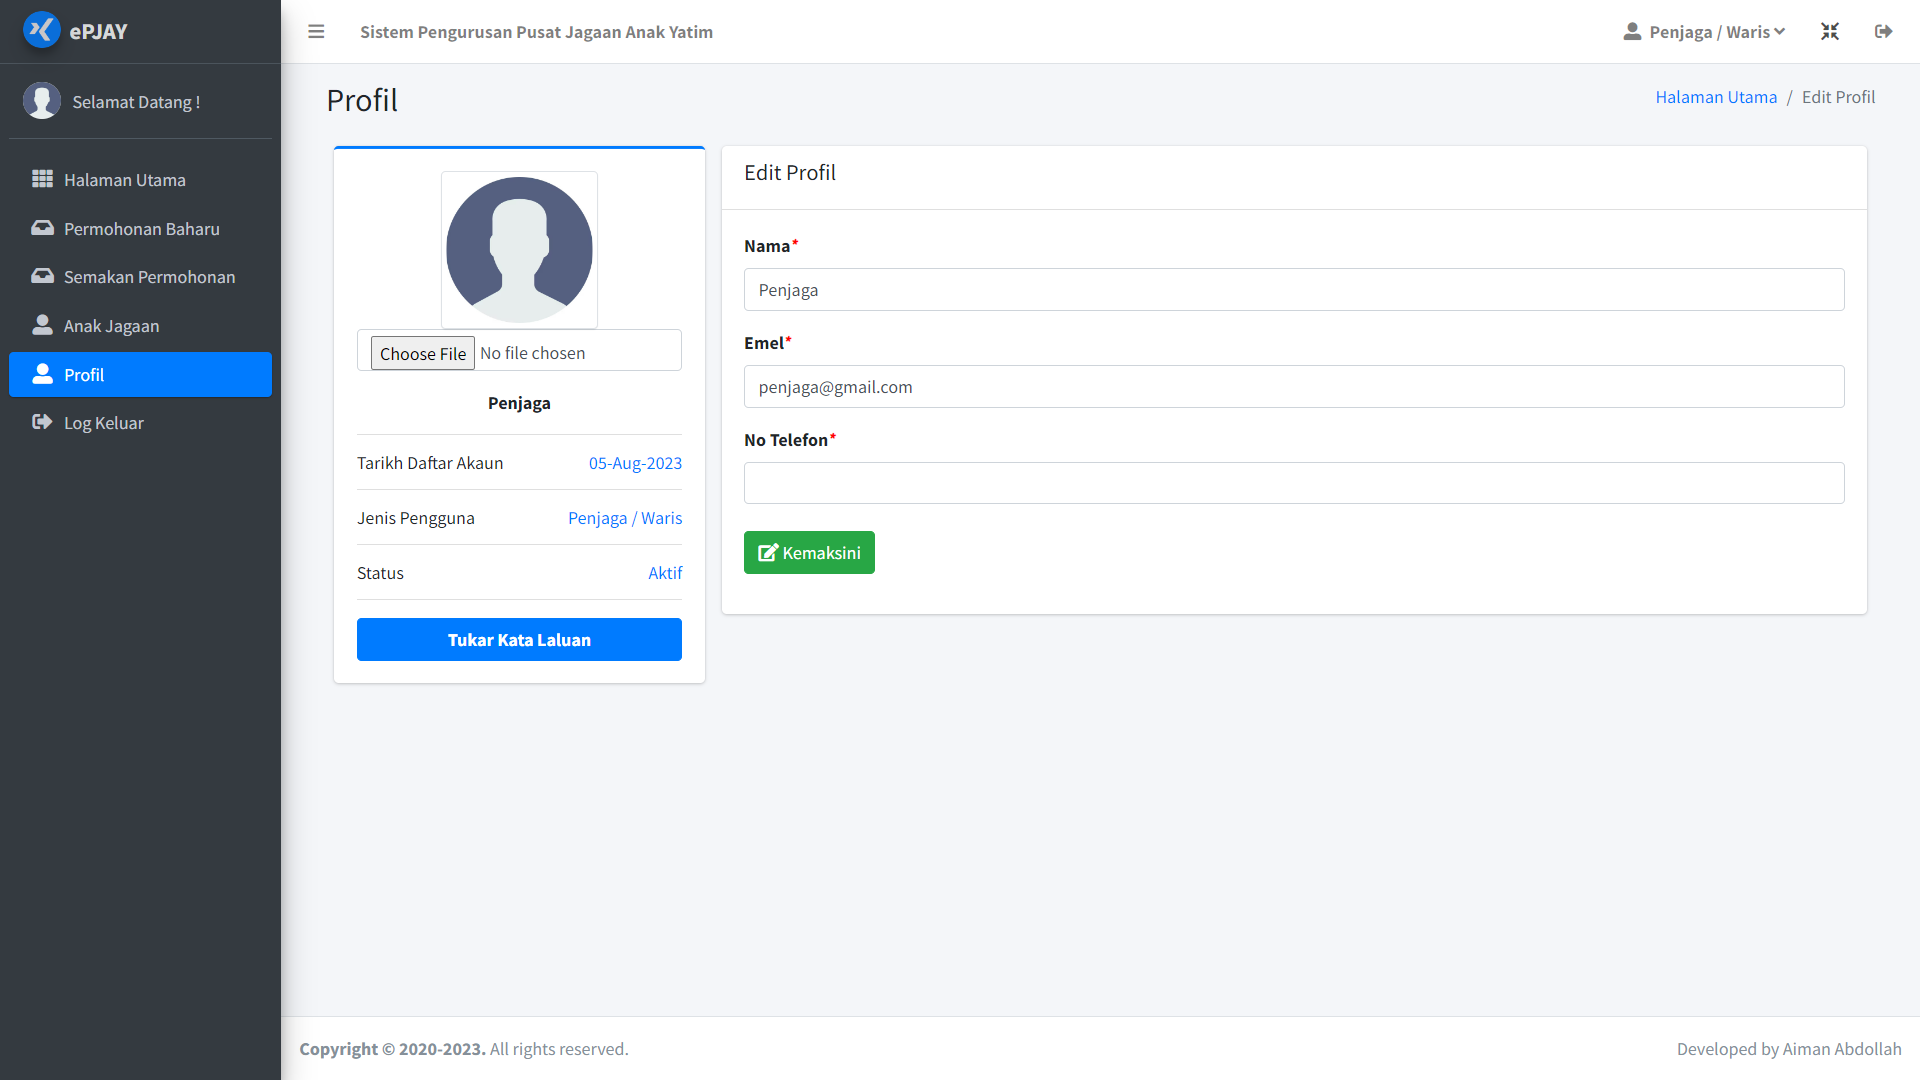 ePJAY
Sistem Pengurusan Pusat Jagaan Anak Yatim
Penjaga / Waris
Selamat Datang !
Halaman Utama
Permohonan Baharu
Semakan Permohonan
Anak Jagaan
Profil
Log Keluar
Profil
Halaman Utama / Edit Profil
Choose File No file chosen
Penjaga
Tarikh Daftar Akaun 05-Aug-2023
Jenis Pengguna Penjaga / Waris
Status Aktif
Tukar Kata Laluan
Edit Profil
Nama*
Penjaga
Emel*
penjaga@gmail.com
No Telefon*
Kemaksini
Copyright © 2020-2023. All rights reserved.
Developed by Aiman Abdollah